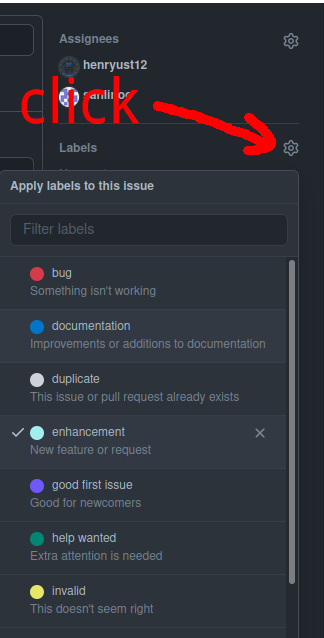 Assignees
henryust12
click
Labels
Apply labels to this issue
Filter labels
bug
Something isn't working
documentation
Improvements or additions to documentation
duplicate
This issue or pull request already exists
enhancement
New feature or request
good first issue
Good for newcomers
help wanted
Extra attention is needed
invalid
This doesn't seem right